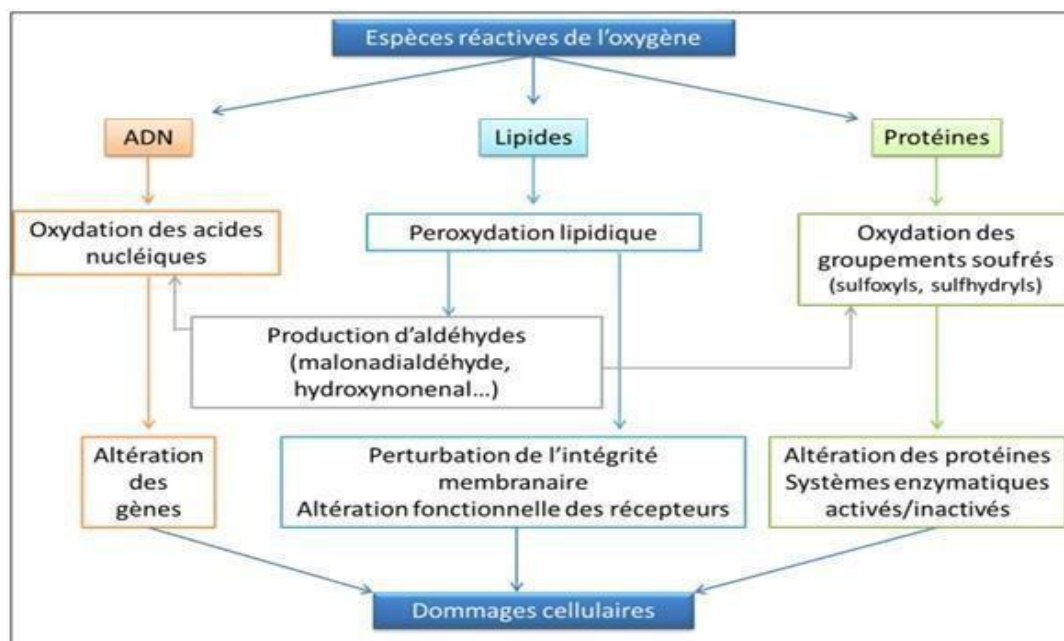 Espèces réactives de l'oxygène
ADN
Lipides
Protéines
Oxydation des acides
nucléiques
Peroxydation lipidique
Oxydation des
groupements soufrés
(sulfoxyls, sulfhydryls)
Production d'aldéhydes
(malonadialdéhyde,
hydroxynonenal...)
Altération
des
gènes
Perturbation de l'intégrité
membranaire
Altération fonctionnelle des récepteurs
Altération des protéines
Systèmes enzymatiques
activés/inactivés
Dommages cellulaires